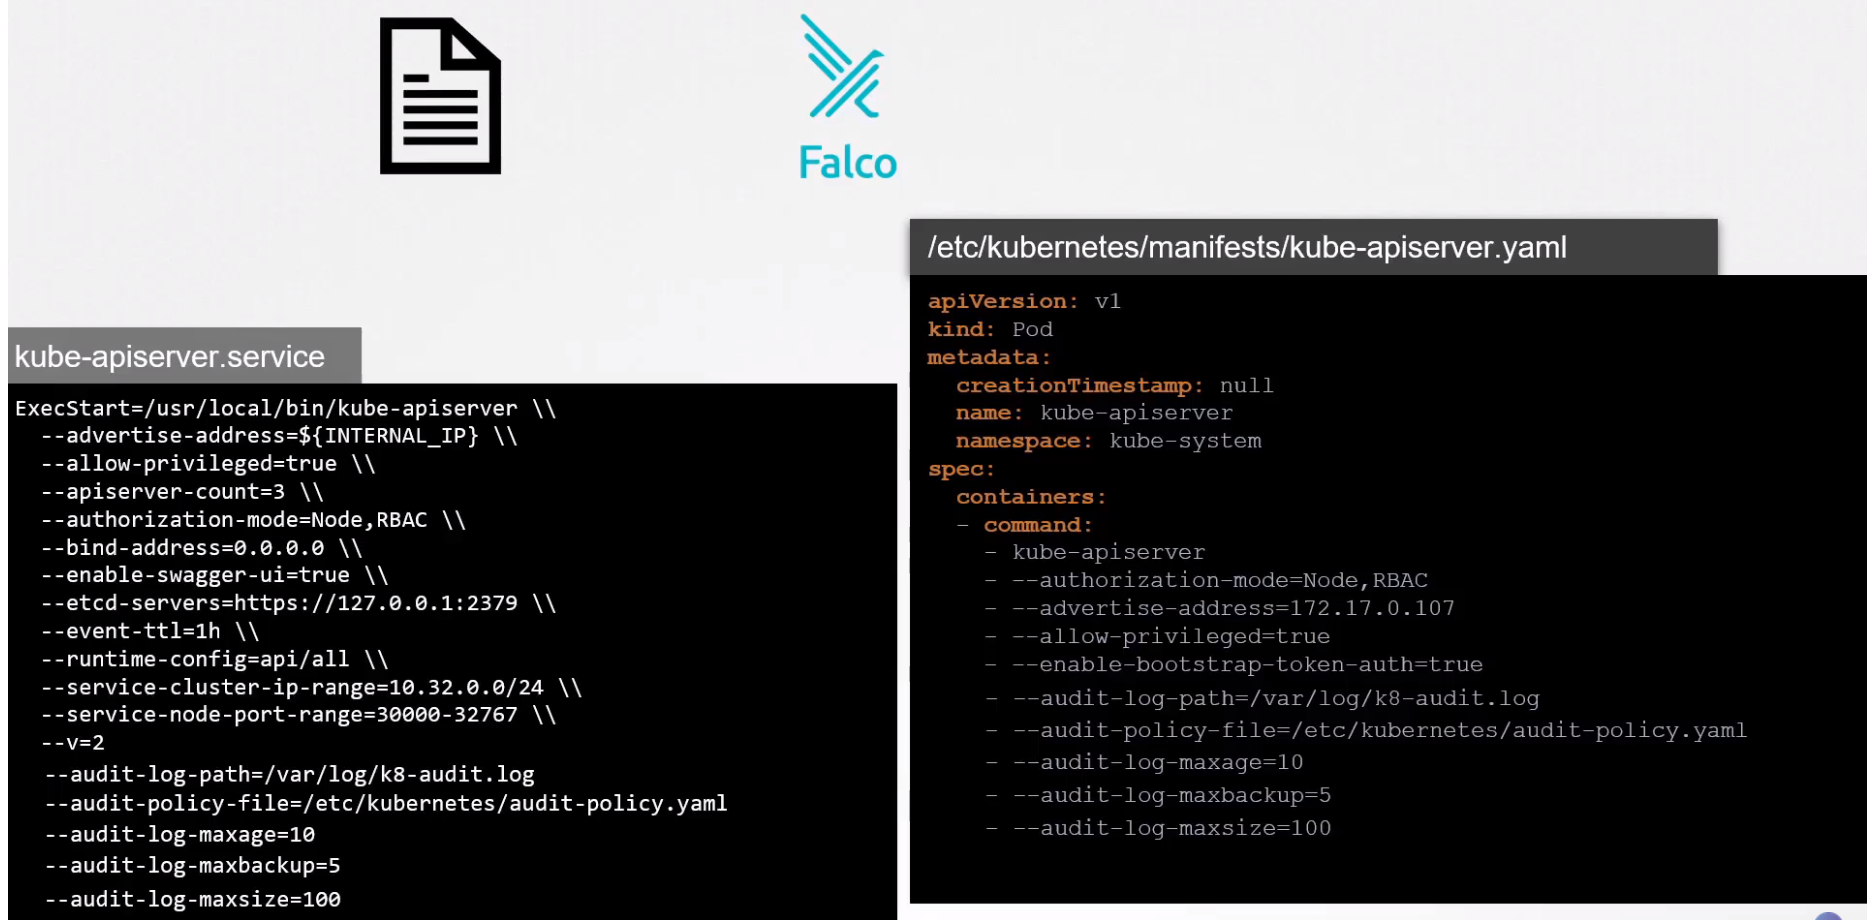 Falco
kube-apiserver.service
ExecStart=/usr/local/bin/kube-apiserver \\
--advertise-address=${INTERNAL_IP} \\
--allow-privileged=true \\
--apiserver-count=3 \\
--authorization-mode=Node,RBAC \\
--bind-address=0.0.0.0 \\
--enable-swagger-ui=true \\
--etcd-servers=https://127.0.0.1:2379 \\
--event-ttl=1h \\
--runtime-config=api/all \\
--service-cluster-ip-range=10.32.0.0/24 \\
--service-node-port-range=30000-32767 \\
--v=2
--audit-log-path=/var/log/k8-audit.log
--audit-policy-file=/etc/kubernetes/audit-policy.yaml
--audit-log-maxage=10
--audit-log-maxbackup=5
--audit-log-maxsize=100
/etc/kubernetes/manifests/kube-apiserver.yaml
apiVersion: v1
kind: Pod
metadata:
creationTimestamp: null
name: kube-apiserver
namespace: kube-system
spec:
containers:
- command:
- kube-apiserver
- --authorization-mode=Node,RBAC
- --advertise-address=172.17.0.107
- --allow-privileged=true
- --enable-bootstrap-token-auth=true
- --audit-log-path=/var/log/k8-audit.log
- --audit-policy-file=/etc/kubernetes/audit-policy.yaml
- --audit-log-maxage=10
- --audit-log-maxbackup=5
- --audit-log-maxsize=100